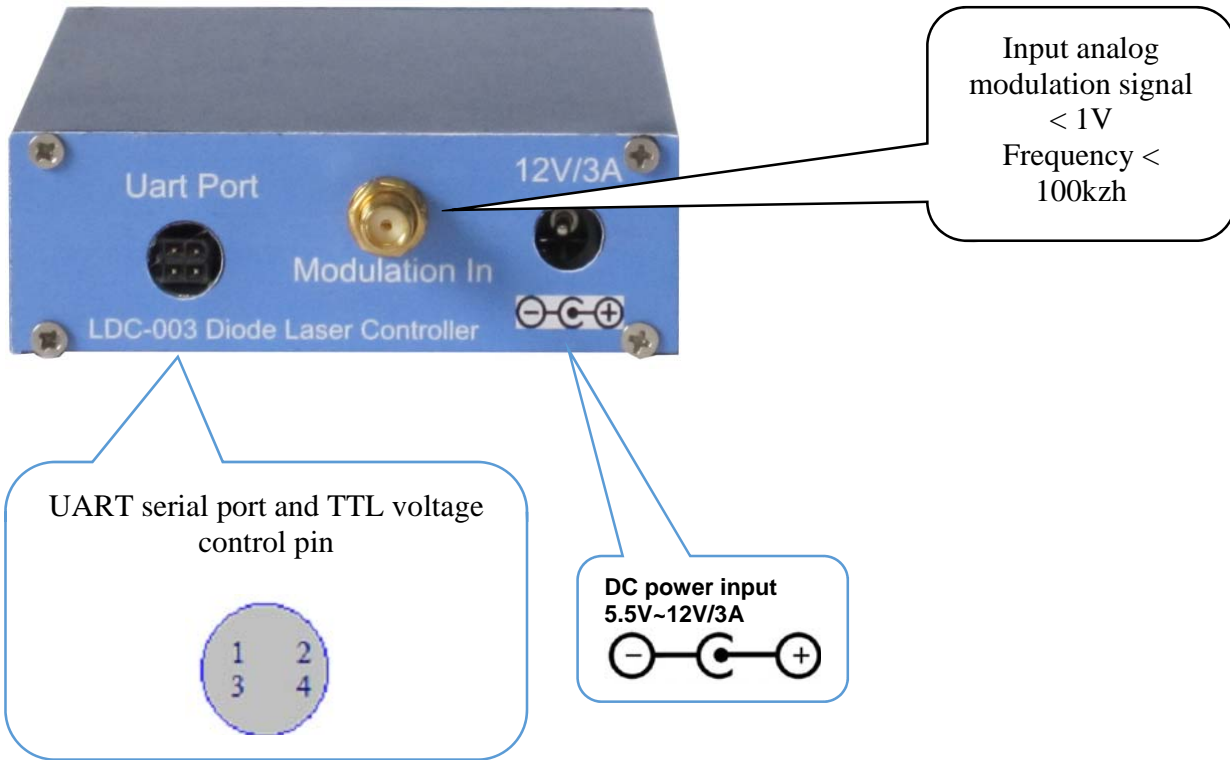 Input analog
modulation signal
< 1V
Frequency <
100kzh
12V/3A
Uart Port
Modulation In
LDC-003 Diode Laser Controller
UART serial port and TTL voltage
control pin
1 2
3 4
DC power input
5.5V~12V/3A